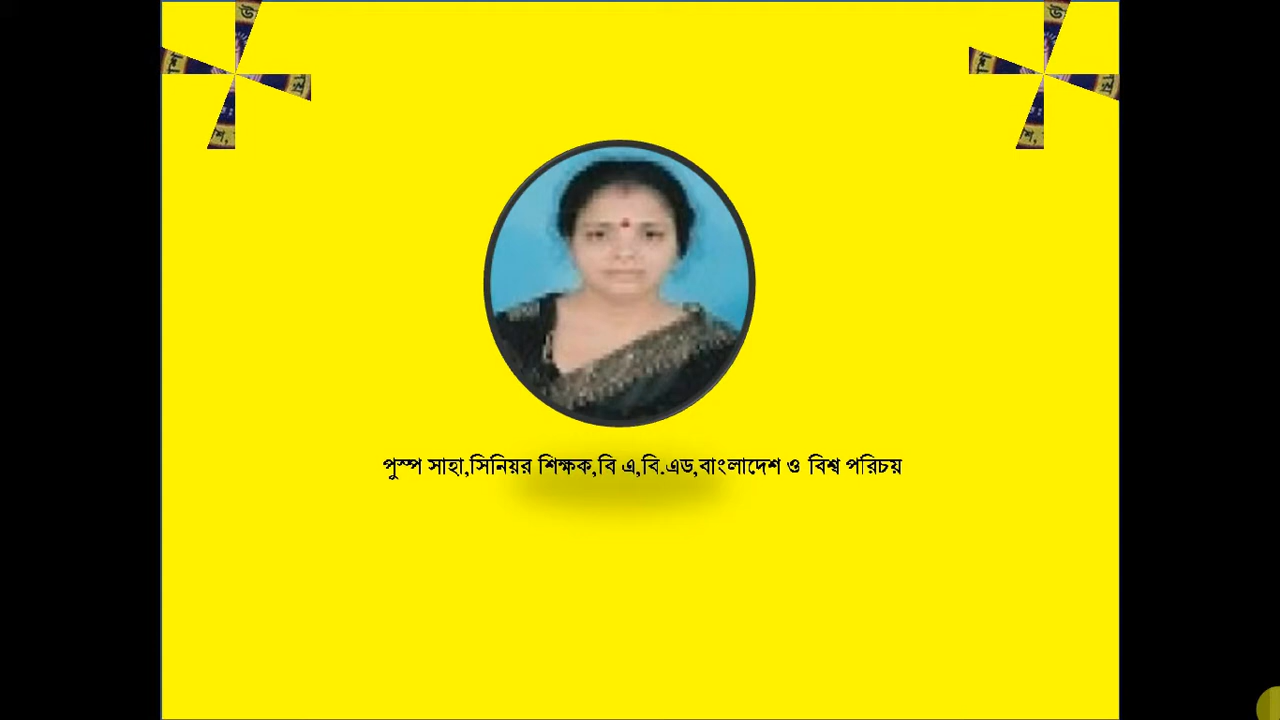 পুস্প সাহা,সিনিয়র শিক্ষক,বি এ,বি.এড,বাংলাদেশ ও বিশ্ব পরিচয়